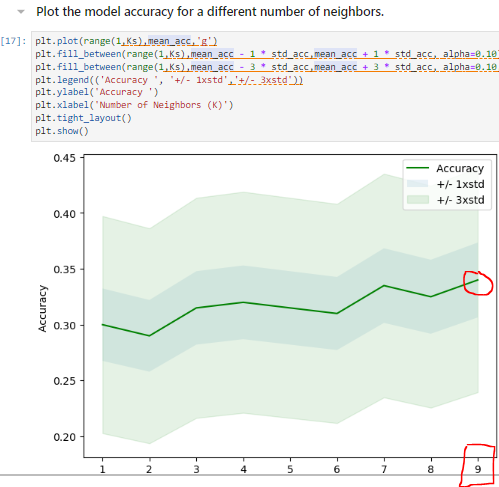 Plot the model accuracy for a different number of neighbors.
[17]: plt.plot(range(1,Ks),mean_acc,'g')
plt.fill_between(range(1,Ks),mean_acc - 1 * std_acc,mean_acc + 1 * std_acc, alpha=0.10
plt.fill_between(range(1,Ks),mean_acc - 3 * std_acc,mean_acc + 3 * std_acc, alpha=0.10
plt.legend(('Accuracy ', '+/- 1xstd','+/- 3xstd'))
plt.ylabel('Accuracy ')
plt.xlabel('Number of Neighbors (K)')
plt.tight_layout()
plt.show()
Accuracy
+/- 1xstd
+/- 3xstd
0.45
0.40
0.35
0.30
0.25
0.20
Accuracy
1 2 3 4 5 6 7 8 9